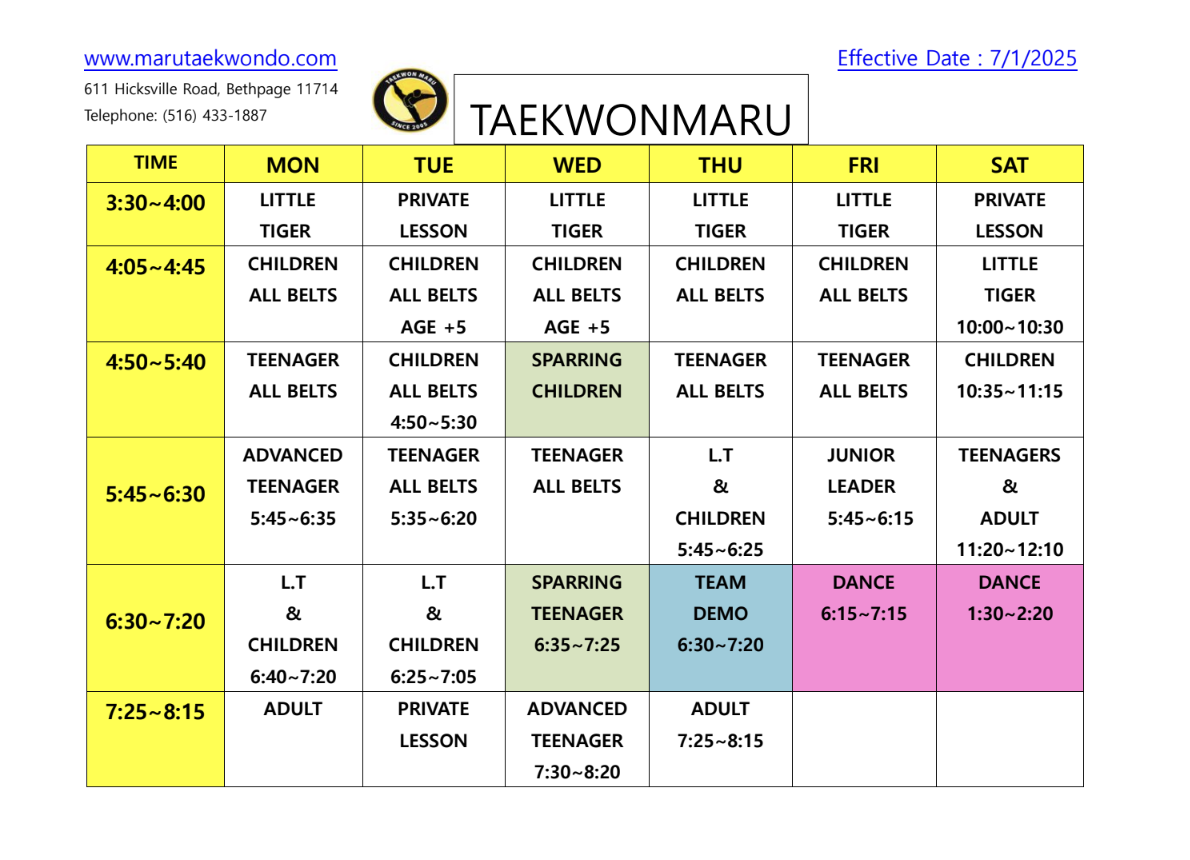 www.marutaekwondo.com
Effective Date : 7/1/2025
611 Hicksville Road, Bethpage 11714
Telephone: (516) 433-1887
TAEKWON MARU
SINCE 2005
TAEKWONMARU
TIME MON TUE WED THU FRI SAT
3:30~4:00 LITTLE PRIVATE LITTLE LITTLE LITTLE PRIVATE
TIGER LESSON TIGER TIGER TIGER LESSON
4:05~4:45 CHILDREN CHILDREN CHILDREN CHILDREN CHILDREN LITTLE
ALL BELTS ALL BELTS ALL BELTS ALL BELTS ALL BELTS TIGER
AGE +5 AGE +5 10:00~10:30
4:50~5:40 TEENAGER CHILDREN SPARRING TEENAGER TEENAGER CHILDREN
ALL BELTS ALL BELTS CHILDREN ALL BELTS ALL BELTS 10:35~11:15
4:50~5:30
ADVANCED TEENAGER TEENAGER L.T JUNIOR TEENAGERS
5:45~6:30 TEENAGER ALL BELTS ALL BELTS & LEADER &
5:45~6:35 5:35~6:20 CHILDREN 5:45~6:15 ADULT
5:45~6:25 11:20~12:10
L.T L.T SPARRING TEAM DANCE DANCE
6:30~7:20 & & TEENAGER DEMO 6:15~7:15 1:30~2:20
CHILDREN CHILDREN 6:35~7:25 6:30~7:20
6:40~7:20 6:25~7:05
7:25~8:15 ADULT PRIVATE ADVANCED ADULT
LESSON TEENAGER 7:25~8:15
7:30~8:20